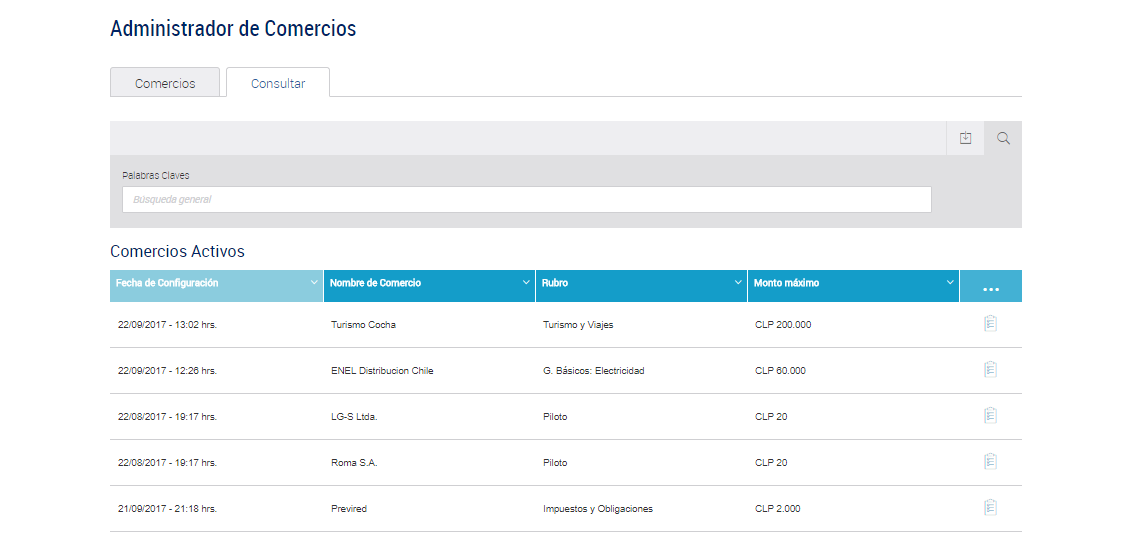 Administrador de Comercios
Comercios Consultar
Palabras Claves
Búsqueda general
Comercios Activos
Fecha de Configuración Nombre de Comercio Rubro Monto máximo ...
22/09/2017 - 13:02 hrs. Turismo Cocha Turismo y Viajes CLP 200.000
22/09/2017 - 12:26 hrs. ENEL Distribucion Chile G. Básicos: Electricidad CLP 60.000
22/08/2017 - 19:17 hrs. LG-S Ltda. Piloto CLP 20
22/08/2017 - 19:17 hrs. Roma S.A. Piloto CLP 20
21/09/2017 - 21:18 hrs. Previred Impuestos y Obligaciones CLP 2.000